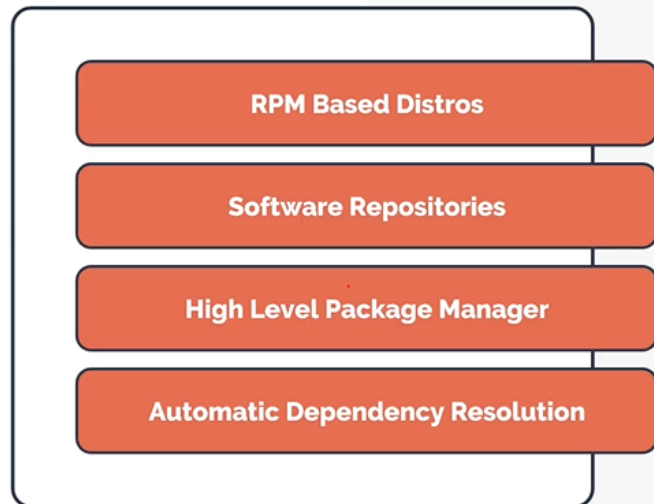 RPM Based Distros
Software Repositories
High Level Package Manager
Automatic Dependency Resolution